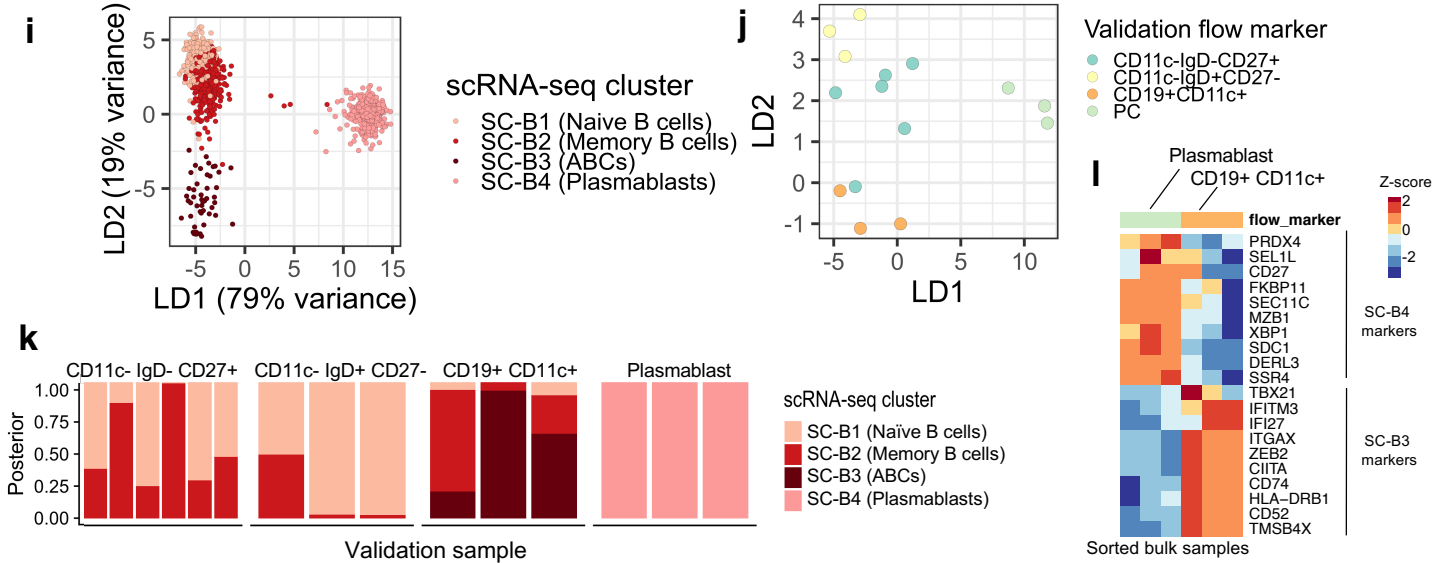 i
5
0
-5
LD2 (19% variance)
-5
0
5
10
15
LD1 (79% variance)
scRNA-seq cluster
SC-B1 (Naive B cells)
SC-B2 (Memory B cells)
SC-B3 (ABCs)
SC-B4 (Plasmablasts)
j
4
3
2
1
0
-1
LD2
-5
0
5
10
LD1
Validation flow marker
CD11c-IgD-CD27+
CD11c-IgD+CD27-
CD19+CD11c+
PC
k
CD11c- IgD- CD27+
CD11c- IgD+ CD27-
CD19+ CD11c+
Plasmablast
1.00
0.75
0.50
0.25
0.00
Posterior
Validation sample
scRNA-seq cluster
SC-B1 (Naïve B cells)
SC-B2 (Memory B cells)
SC-B3 (ABCs)
SC-B4 (Plasmablasts)
l
Plasmablast
CD19+ CD11c+
flow_marker
PRDX4
SEL1L
CD27
FKBP11
SEC11C
MZB1
XBP1
SDC1
DERL3
SSR4
TBX21
IFITM3
IFI27
ITGAX
ZEB2
CIITA
CD74
HLA-DRB1
CD52
TMSB4X
Sorted bulk samples
SC-B4
markers
SC-B3
markers
Z-score
2
0
-2